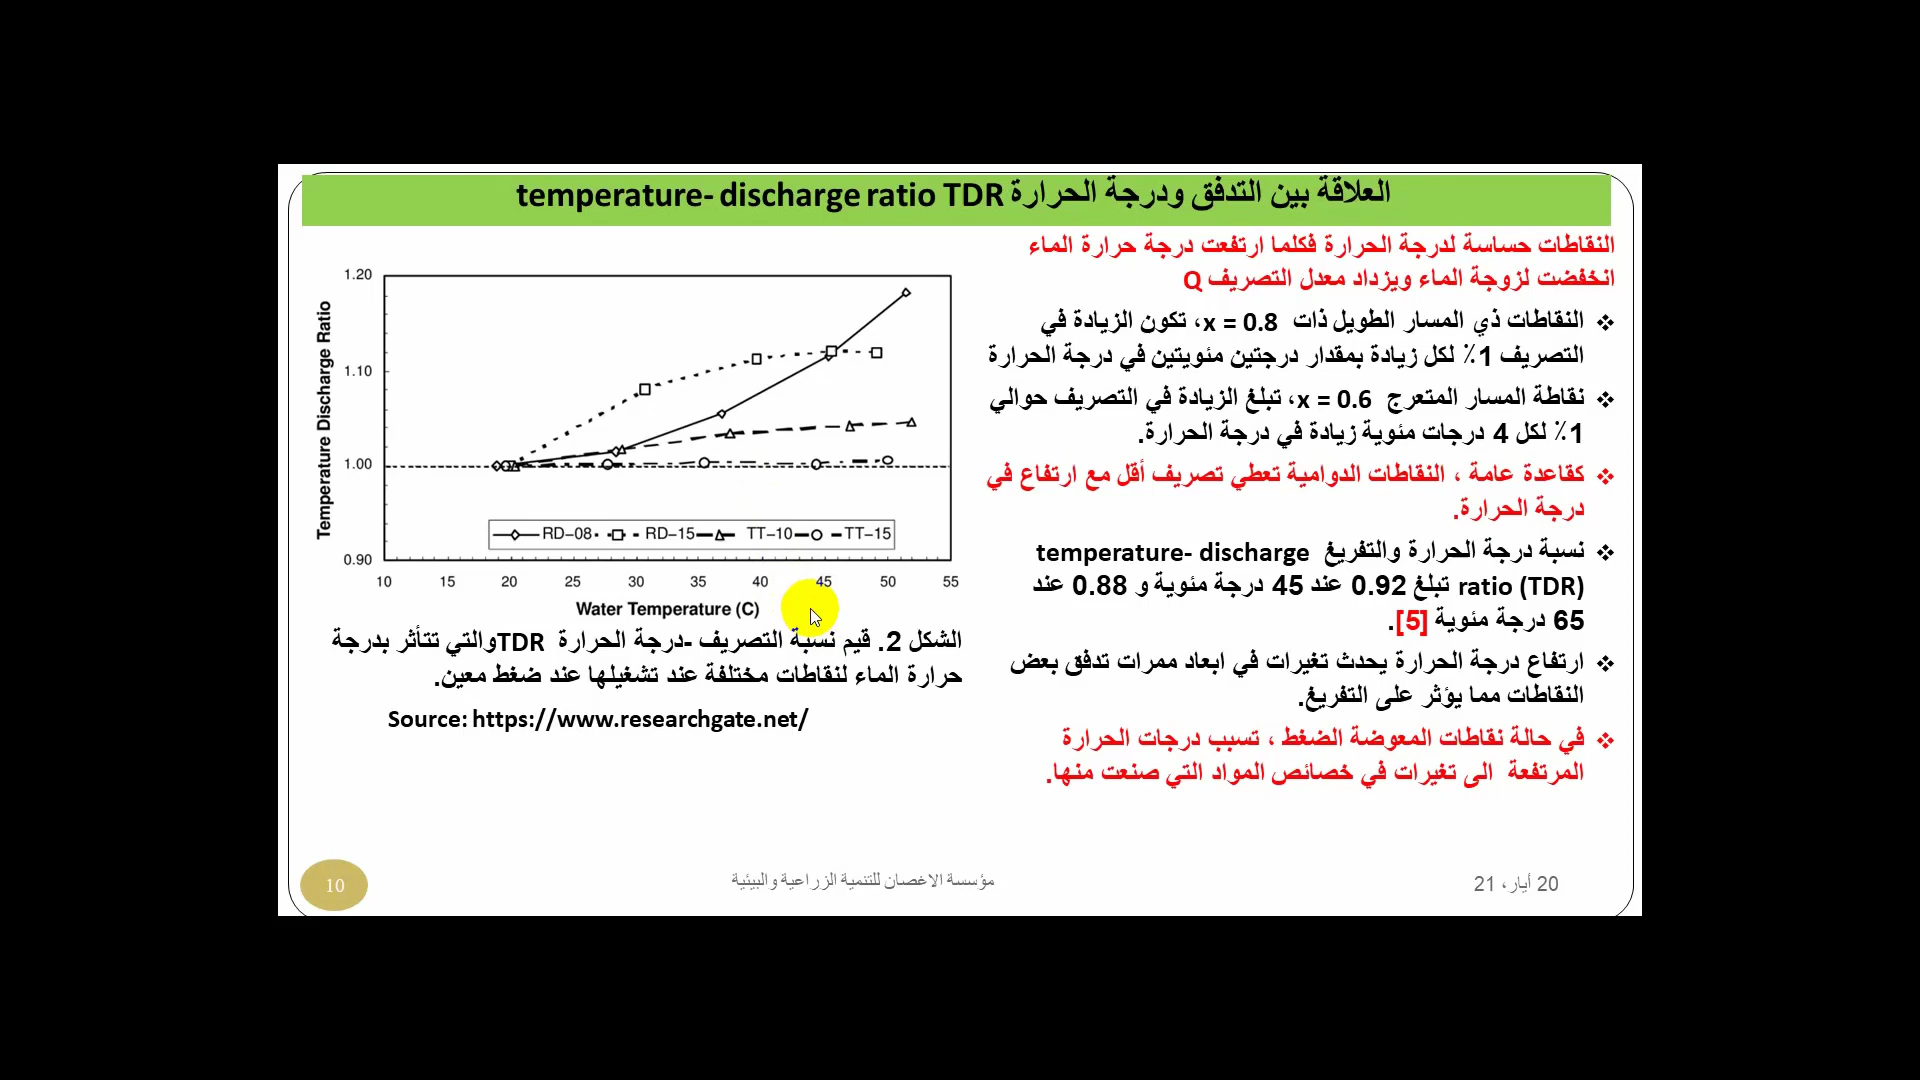 العلاقة بين التدفق ودرجة الحرارة temperature- discharge ratio TDR
النقاطات حساسة لدرجة الحرارة فكلما ارتفعت درجة حرارة الماء
انخفضت لزوجة الماء ويزداد معدل التصريف Q
❖ النقاطات ذي المسار الطويل ذات x = 0.8، تكون الزيادة في
التصريف 1٪ لكل زيادة بمقدار درجتين مئويتين في درجة الحرارة
❖ نقاطة المسار المتعرج x = 0.6، تبلغ الزيادة في التصريف حوالي
1٪ لكل 4 درجات مئوية زيادة في درجة الحرارة.
❖ كقاعدة عامة ، النقاطات الدوامية تعطي تصريف أقل مع ارتفاع في
درجة الحرارة.
❖ نسبة درجة الحرارة والتفريغ temperature- discharge
ratio (TDR) تبلغ 0.92 عند 45 درجة مئوية و 0.88 عند
65 درجة مئوية [5].
❖ ارتفاع درجة الحرارة يحدث تغيرات في ابعاد ممرات تدفق بعض
النقاطات مما يؤثر على التفريغ.
❖ في حالة نقاطات المعوضة الضغط ، تسبب درجات الحرارة
المرتفعة الى تغيرات في خصائص المواد التي صنعت منها.
Temperature Discharge Ratio
1.20
1.10
1.00
0.90
RD-08 RD-15 TT-10 TT-15
10 15 20 25 30 35 40 45 50 55
Water Temperature (C)
الشكل 2. قيم نسبة التصريف -درجة الحرارة TDRوالتي تتأثر بدرجة
حرارة الماء لنقاطات مختلفة عند تشغيلها عند ضغط معين.
Source: https://www.researchgate.net/
20 أيار، 21
مؤسسة الاغصان للتنمية الزراعية والبيئية
10